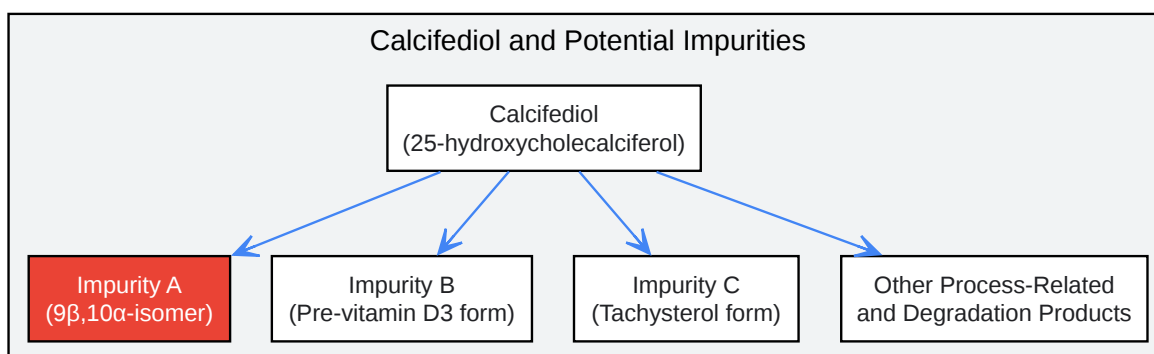 Calcifediol and Potential Impurities
Calcifediol
(25-hydroxycholecalciferol)
Impurity A
(9β,10α-isomer)
Impurity B
(Pre-vitamin D3 form)
Impurity C
(Tachysterol form)
Other Process-Related
and Degradation Products